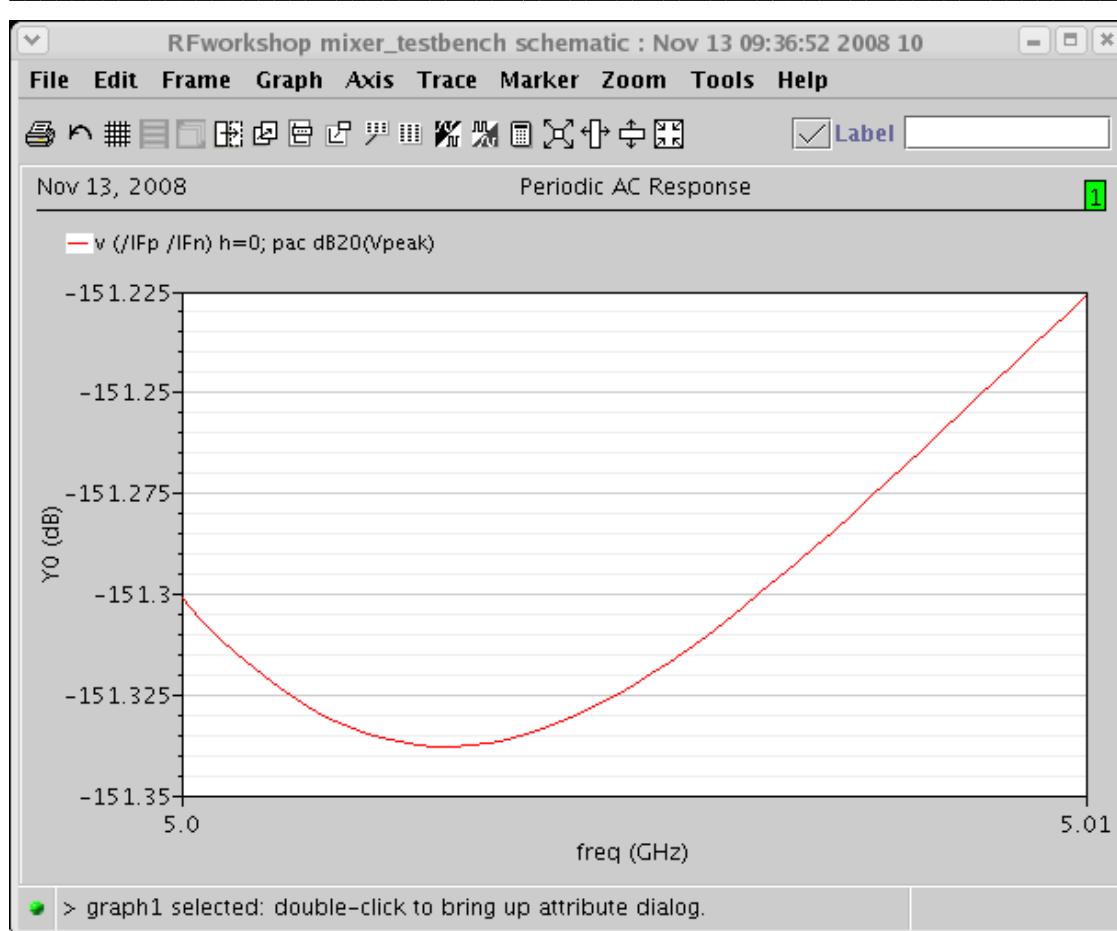 RFworkshop mixer_testbench schematic : Nov 13 09:36:52 2008 10
File Edit Frame Graph Axis Trace Marker Zoom Tools Help
Label
Nov 13, 2008 Periodic AC Response 1
v (/IFp /IFn) h=0; pac dB20(Vpeak)
-151.225
-151.25
-151.275
-151.3
-151.325
-151.35
Y0 (dB)
5.0 5.01
freq (GHz)
> graph1 selected: double-click to bring up attribute dialog.